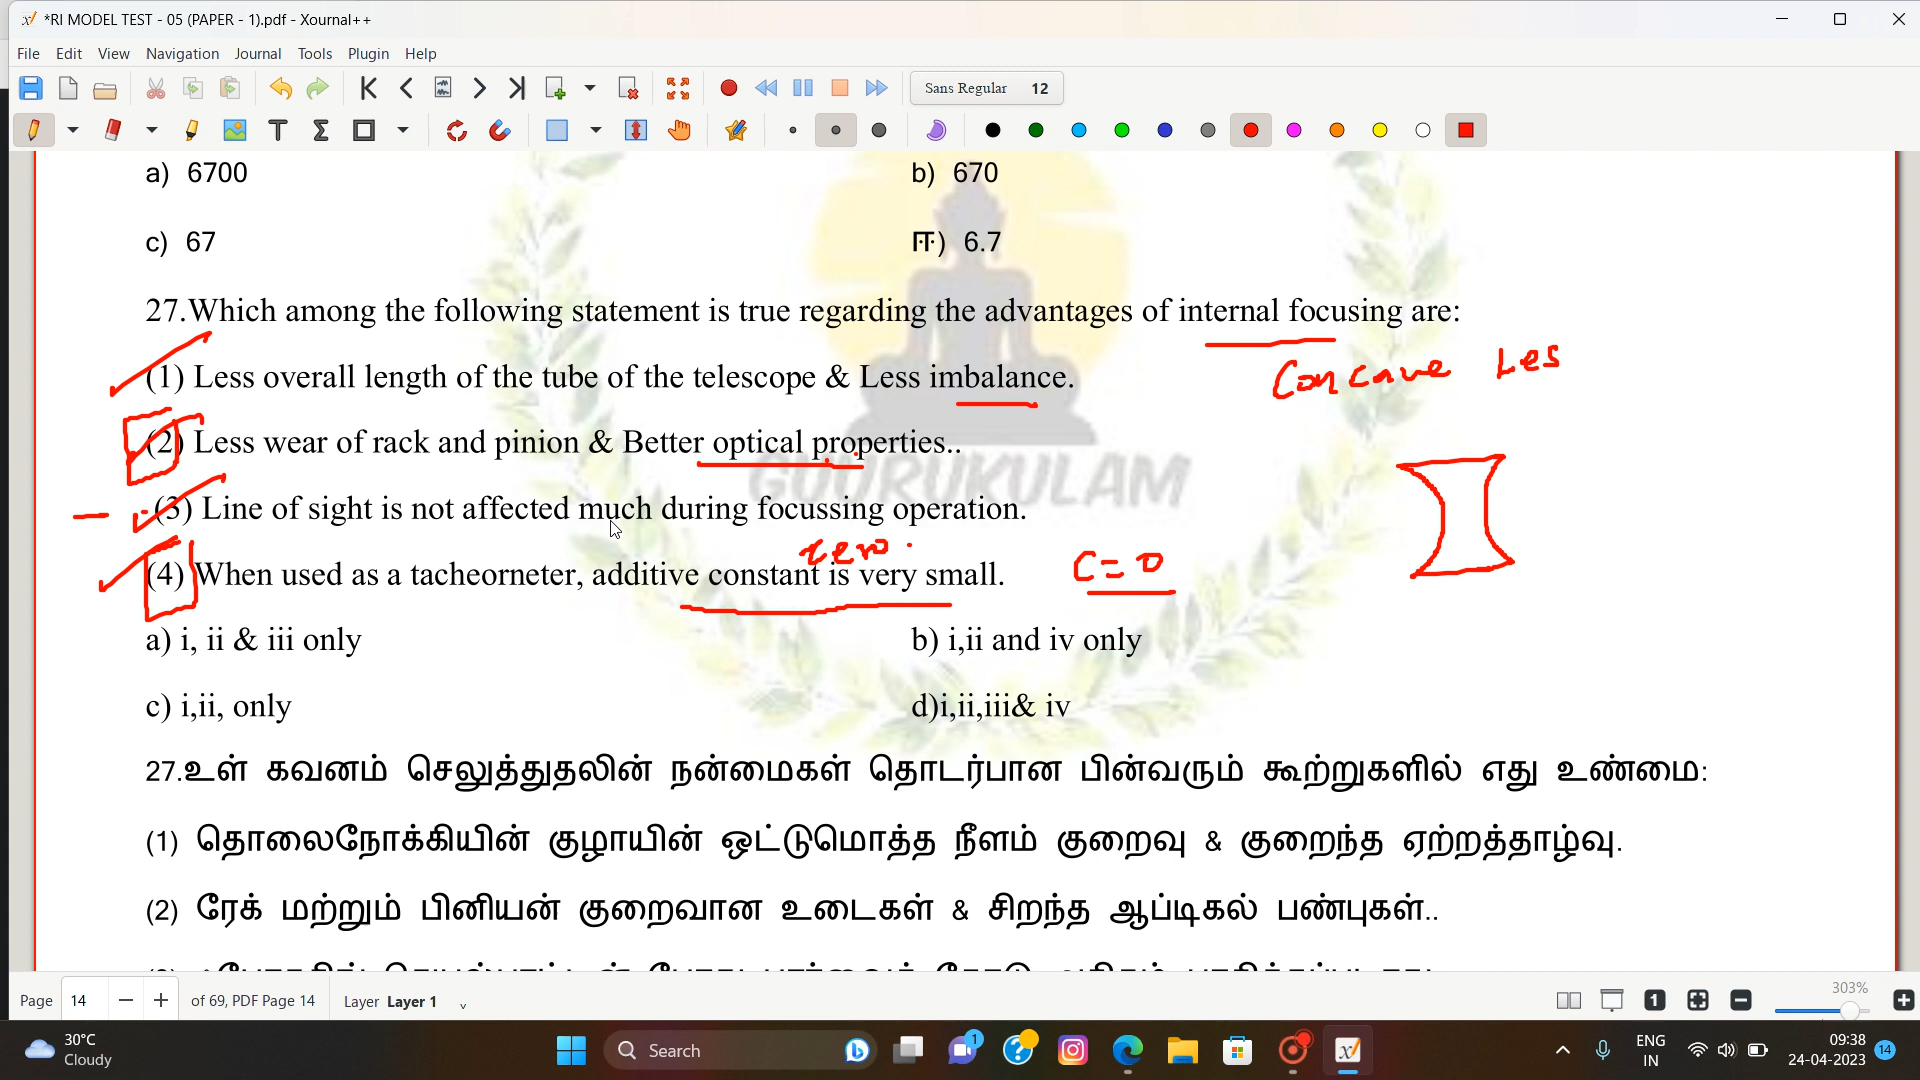 *RI MODEL TEST - 05 (PAPER - 1).pdf - Xournal++
File Edit View Navigation Journal Tools Plugin Help
Sans Regular 12
a) 6700 b) 670
c) 67 ஈ) 6.7
27.Which among the following statement is true regarding the advantages of internal focusing are:
(1) Less overall length of the tube of the telescope & Less imbalance.
Concave Les
(2) Less wear of rack and pinion & Better optical properties..
GUURUKULAM
(3) Line of sight is not affected much during focussing operation.
zero.
(4) When used as a tacheorneter, additive constant is very small. C = 0
a) i, ii & iii only b) i,ii and iv only
c) i,ii, only d)i,ii,iii& iv
27.உள் கவனம் செலுத்துதலின் நன்மைகள் தொடர்பான பின்வரும் கூற்றுகளில் எது உண்மை:
(1) தொலைநோக்கியின் குழாயின் ஒட்டுமொத்த நீளம் குறைவு & குறைந்த ஏற்றத்தாழ்வு.
(2) ரேக் மற்றும் பினியன் குறைவான உடைகள் & சிறந்த ஆப்டிகல் பண்புகள்..
Page 14 of 69, PDF Page 14 Layer Layer 1 303%
30°C
Cloudy
Search
1
ENG
IN
09:38
24-04-2023
14